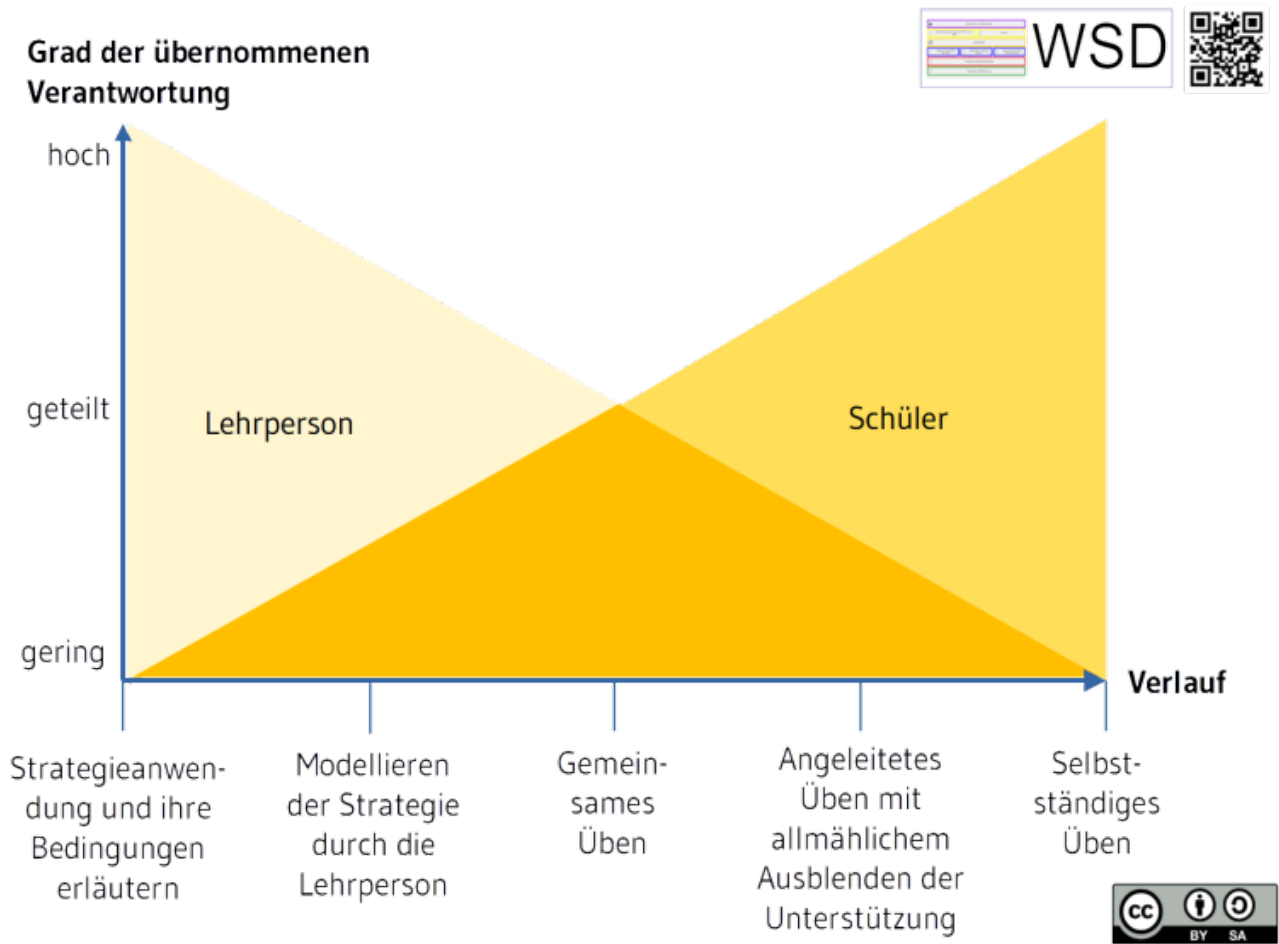 Grad der übernommenen
Verantwortung
WSD
hoch
geteilt
gering
Lehrperson
Schüler
Verlauf
Strategieanwen-
dung und ihre
Bedingungen
erläutern
Modellieren
der Strategie
durch die
Lehrperson
Gemein-
sames
Üben
Angeleitetes
Üben mit
allmählichem
Ausblenden der
Unterstützung
Selbst-
ständiges
Üben
cc
BY SA